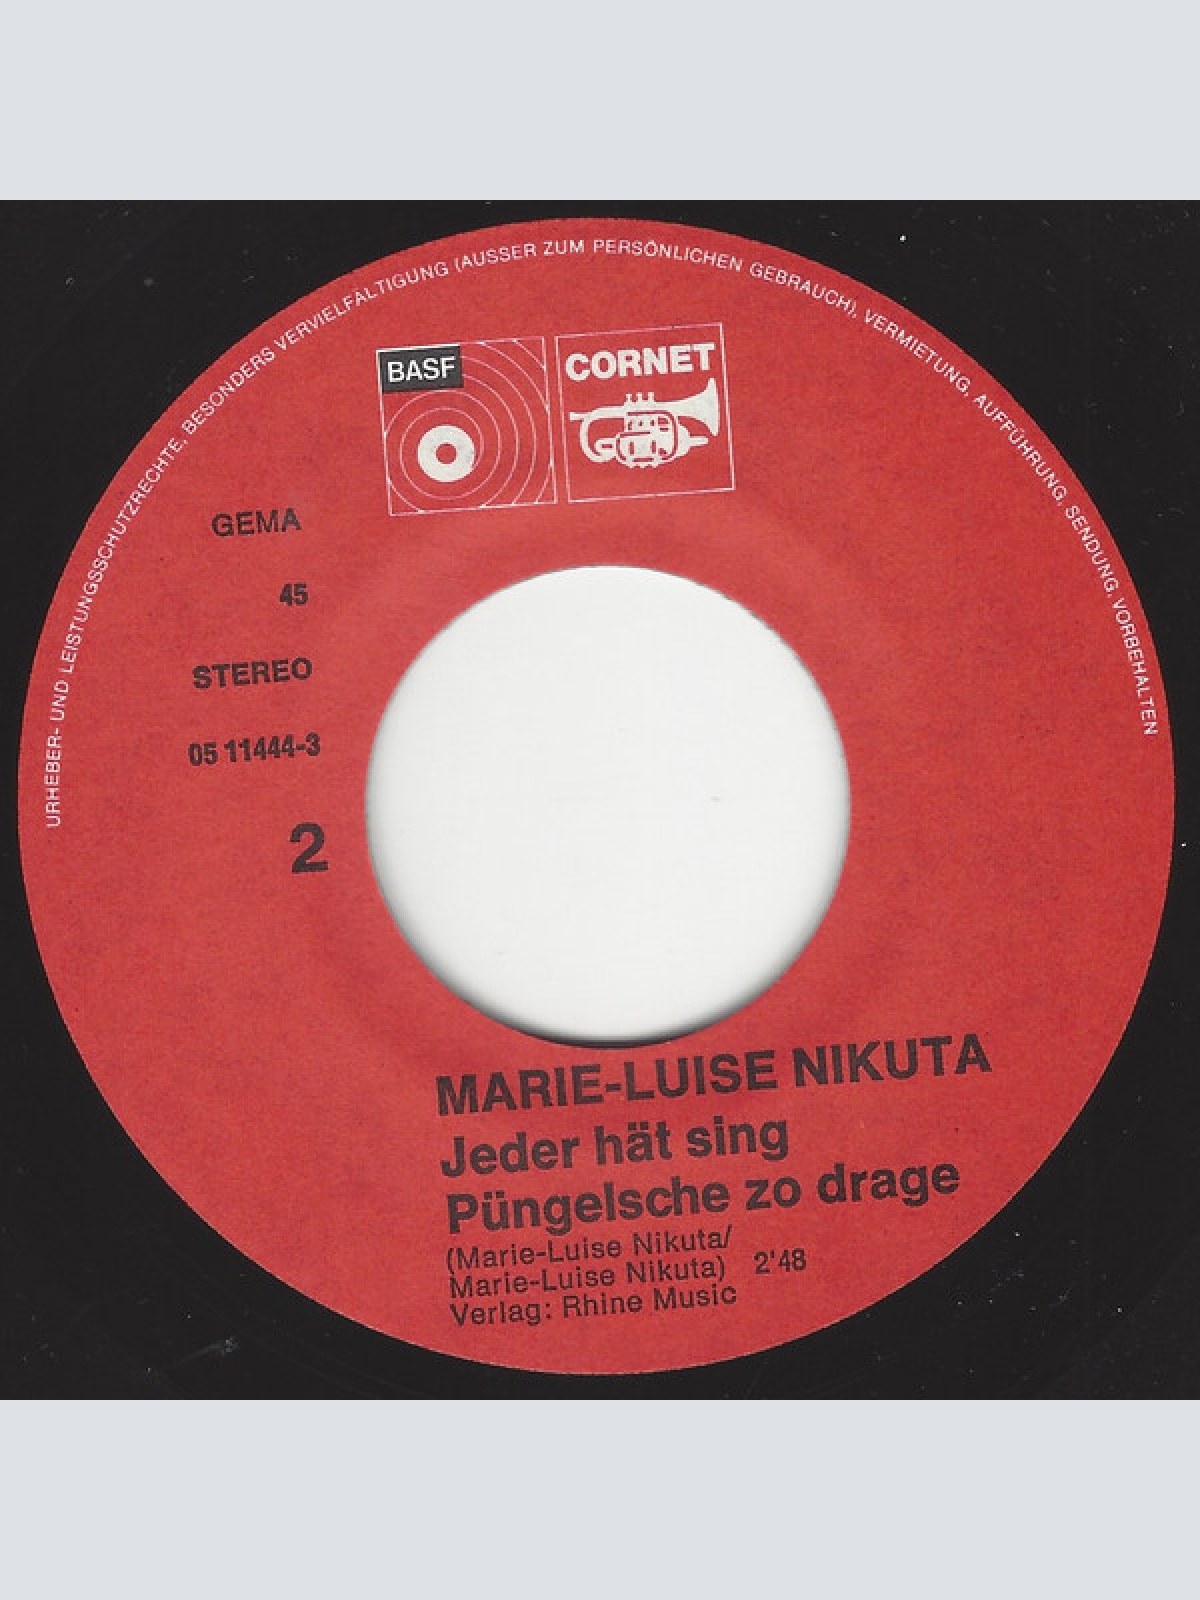 URHEBER- UND LEISTUNGSSCHUTZRECHTE, BESONDERS VERVIELFÄLTIGUNG (AUSSER ZUM PERSÖNLICHEN GEBRAUCH), VERMIETUNG, AUFFÜHRUNG, SENDUNG, VORBEHALTEN
BASF
CORNET
GEMA
45
STEREO
05 11444-3
2
MARIE-LUISE NIKUTA
Jeder hät sing
Püngelsche zo drage
(Marie-Luise Nikuta/
Marie-Luise Nikuta) 2'48
Verlag: Rhine Music